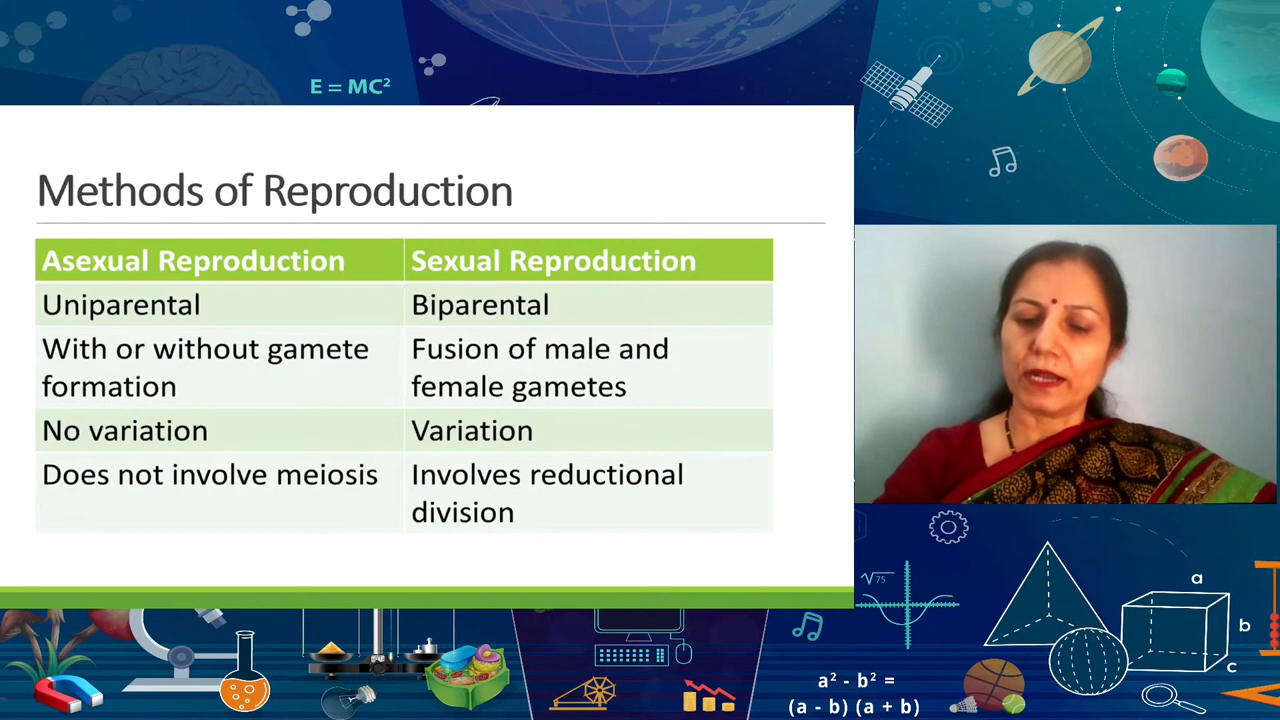 E = MC²
Methods of Reproduction
Asexual Reproduction
Sexual Reproduction
Uniparental
Biparental
With or without gamete
formation
Fusion of male and
female gametes
No variation
Variation
Does not involve meiosis
Involves reductional
division
√75
a
b
c
a² - b² =
(a - b) (a + b)